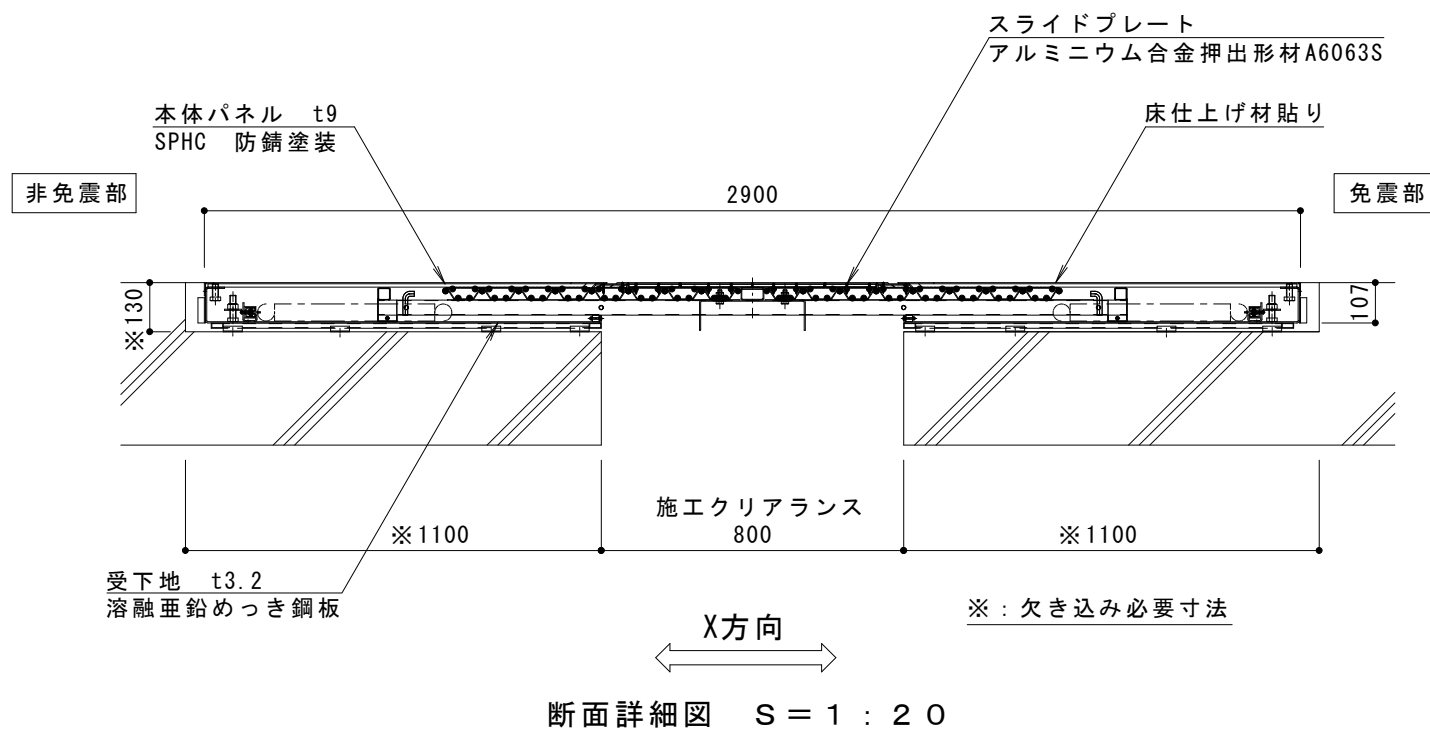 スライドプレート
アルミニウム合金押出形材A6063S
本体パネル t9
SPHC 防錆塗装
床仕上げ材貼り
非免震部
2900
免震部
※130
107
施工クリアランス
※1100
800
※1100
受下地 t3.2
溶融亜鉛めっき鋼板
※：欠き込み必要寸法
X方向
断面詳細図 Ｓ＝１：２０